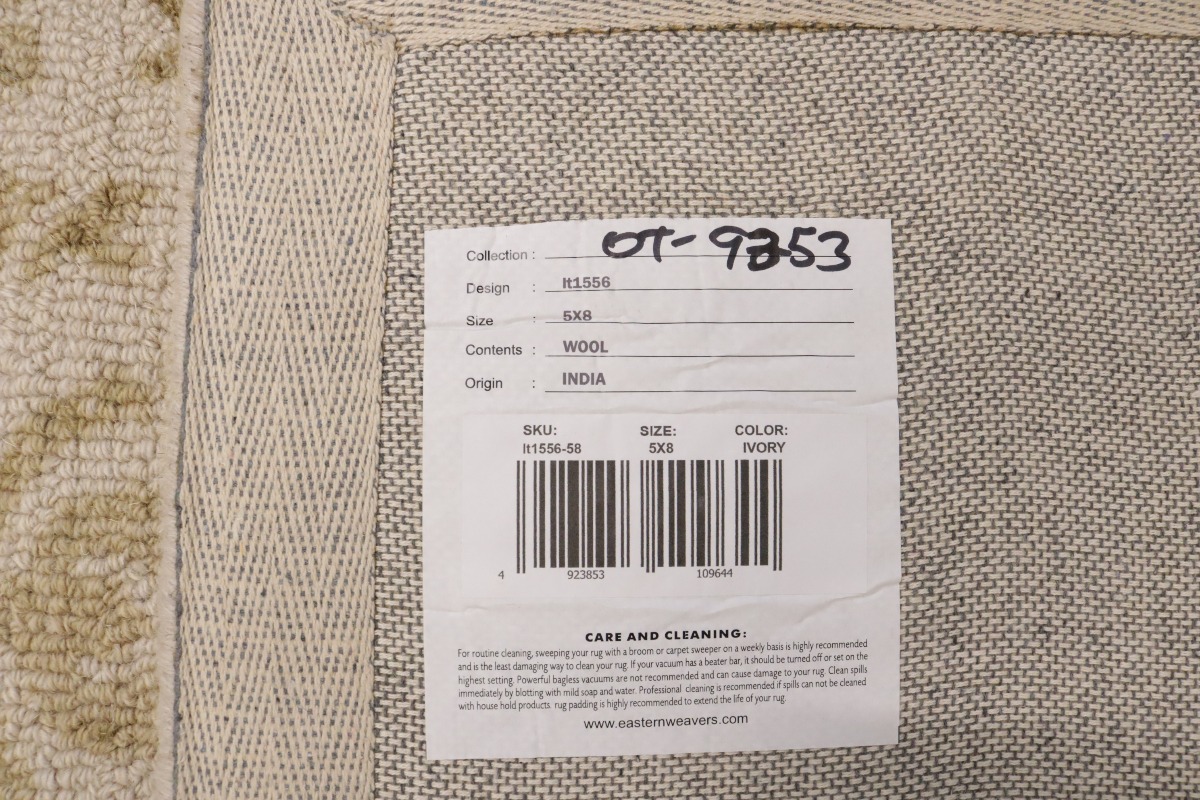 Collection : OT-9253
Design : lt1556
Size : 5X8
Contents : WOOL
Origin : INDIA
SKU: SIZE: COLOR:
lt1556-58 5X8 IVORY
4 923853 109644
CARE AND CLEANING:
For routine cleaning, sweeping your rug with a broom or carpet sweeper on a weekly basis is highly recommended
and is the least damaging way to clean your rug. If your vacuum has a beater bar, it should be turned off or set on the
highest setting. Powerful bagless vacuums are not recommended and can cause damage to your rug. Clean spills
immediately by blotting with mild soap and water. Professional cleaning is recommended if spills can not be cleaned
with house hold products. rug padding is highly recommended to extend the life of your rug.
www.easternweavers.com